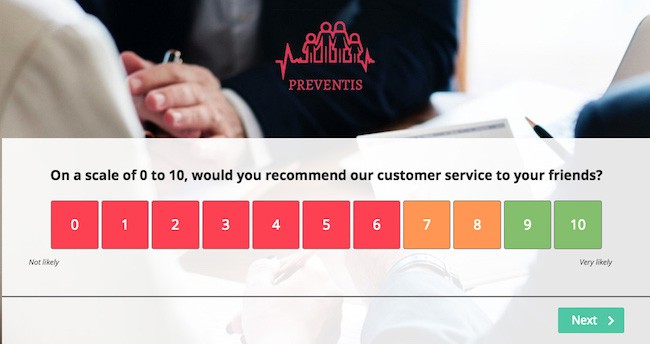 PREVENTIS
On a scale of 0 to 10, would you recommend our customer service to your friends?
0 1 2 3 4 5 6 7 8 9 10
Not likely Very likely
Next